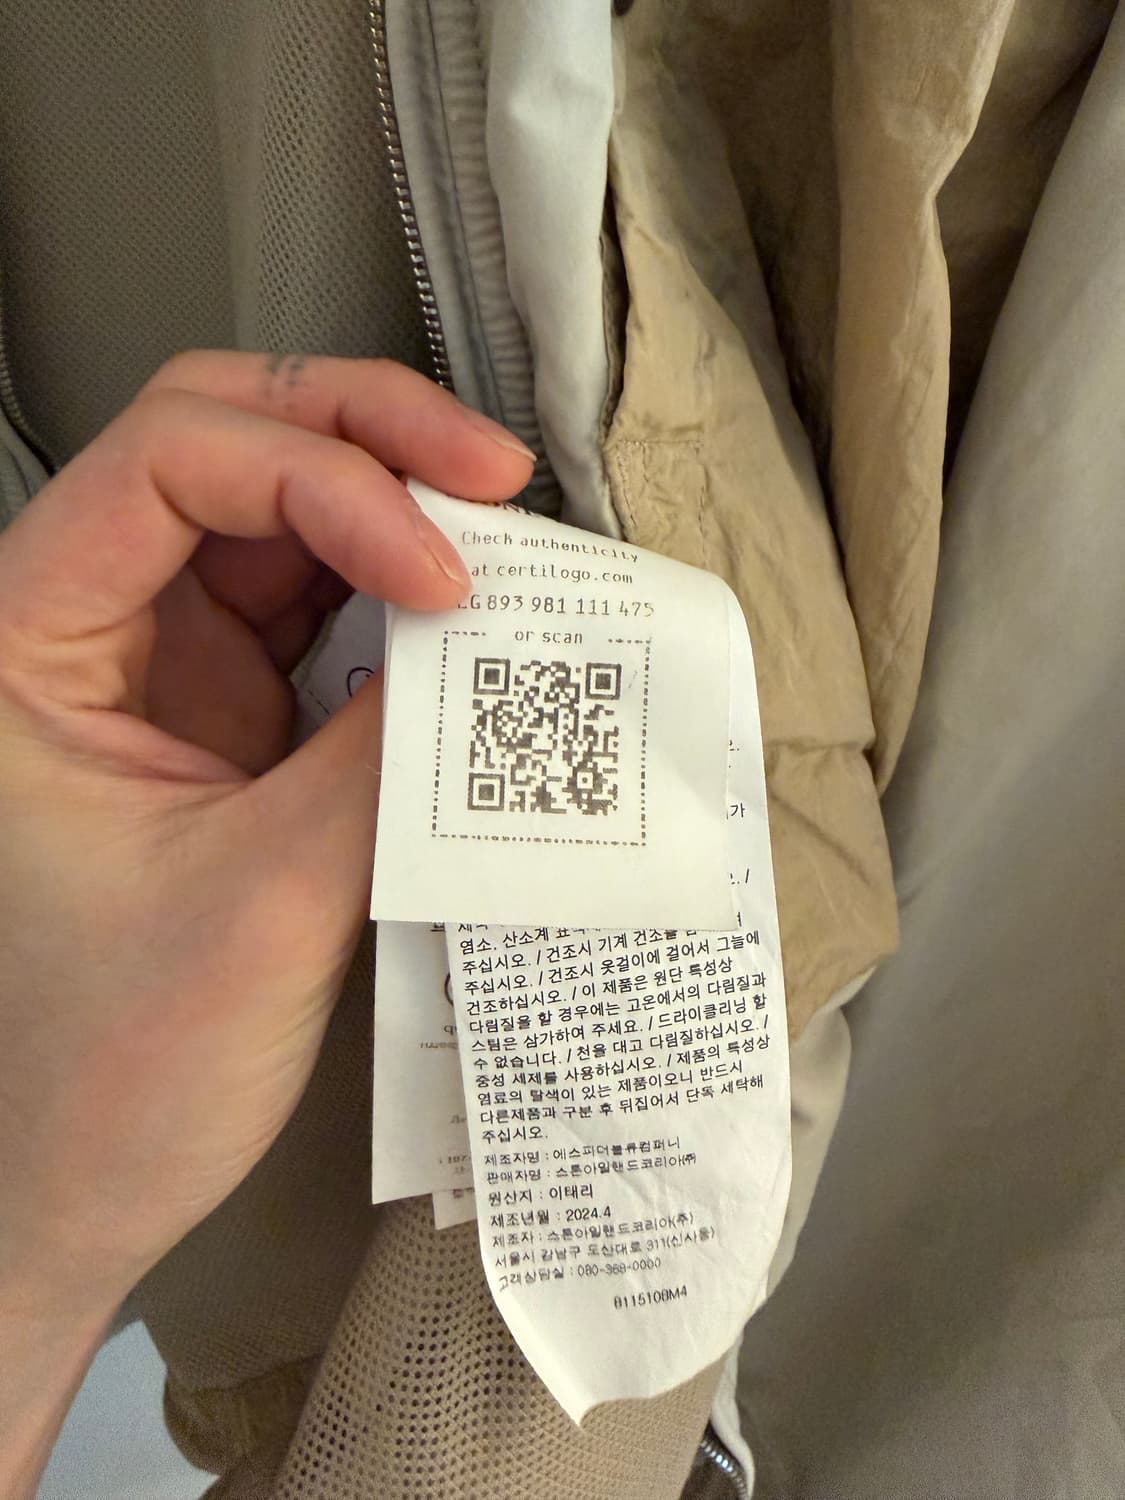 Check authenticity
at certilogo.com
CLG 893 981 111 475
or scan
염소. 산소계 표백
주십시오. / 건조시 기계 건조를
주십시오. / 건조시 옷걸이에 걸어서 그늘에
건조하십시오. / 이 제품은 원단 특성상
다림질을 할 경우에는 고온에서의 다림질과
스팀은 삼가하여 주세요. / 드라이클리닝 할
수 없습니다. / 천을 대고 다림질하십시오. /
중성 세제를 사용하십시오. / 제품의 특성상
염료의 탈색이 있는 제품이오니 반드시
다른제품과 구분 후 뒤집어서 단독 세탁해
주십시오.
제조자명 : 에스피더블류컴퍼니
판매자명 : 스톤아일랜드코리아㈜
원산지 : 이태리
제조년월 : 2024.4
제조자 : 스톤아일랜드코리아(주)
서울시 강남구 도산대로 311(신사동)
고객상담실 : 080-368-0000
8115108M4